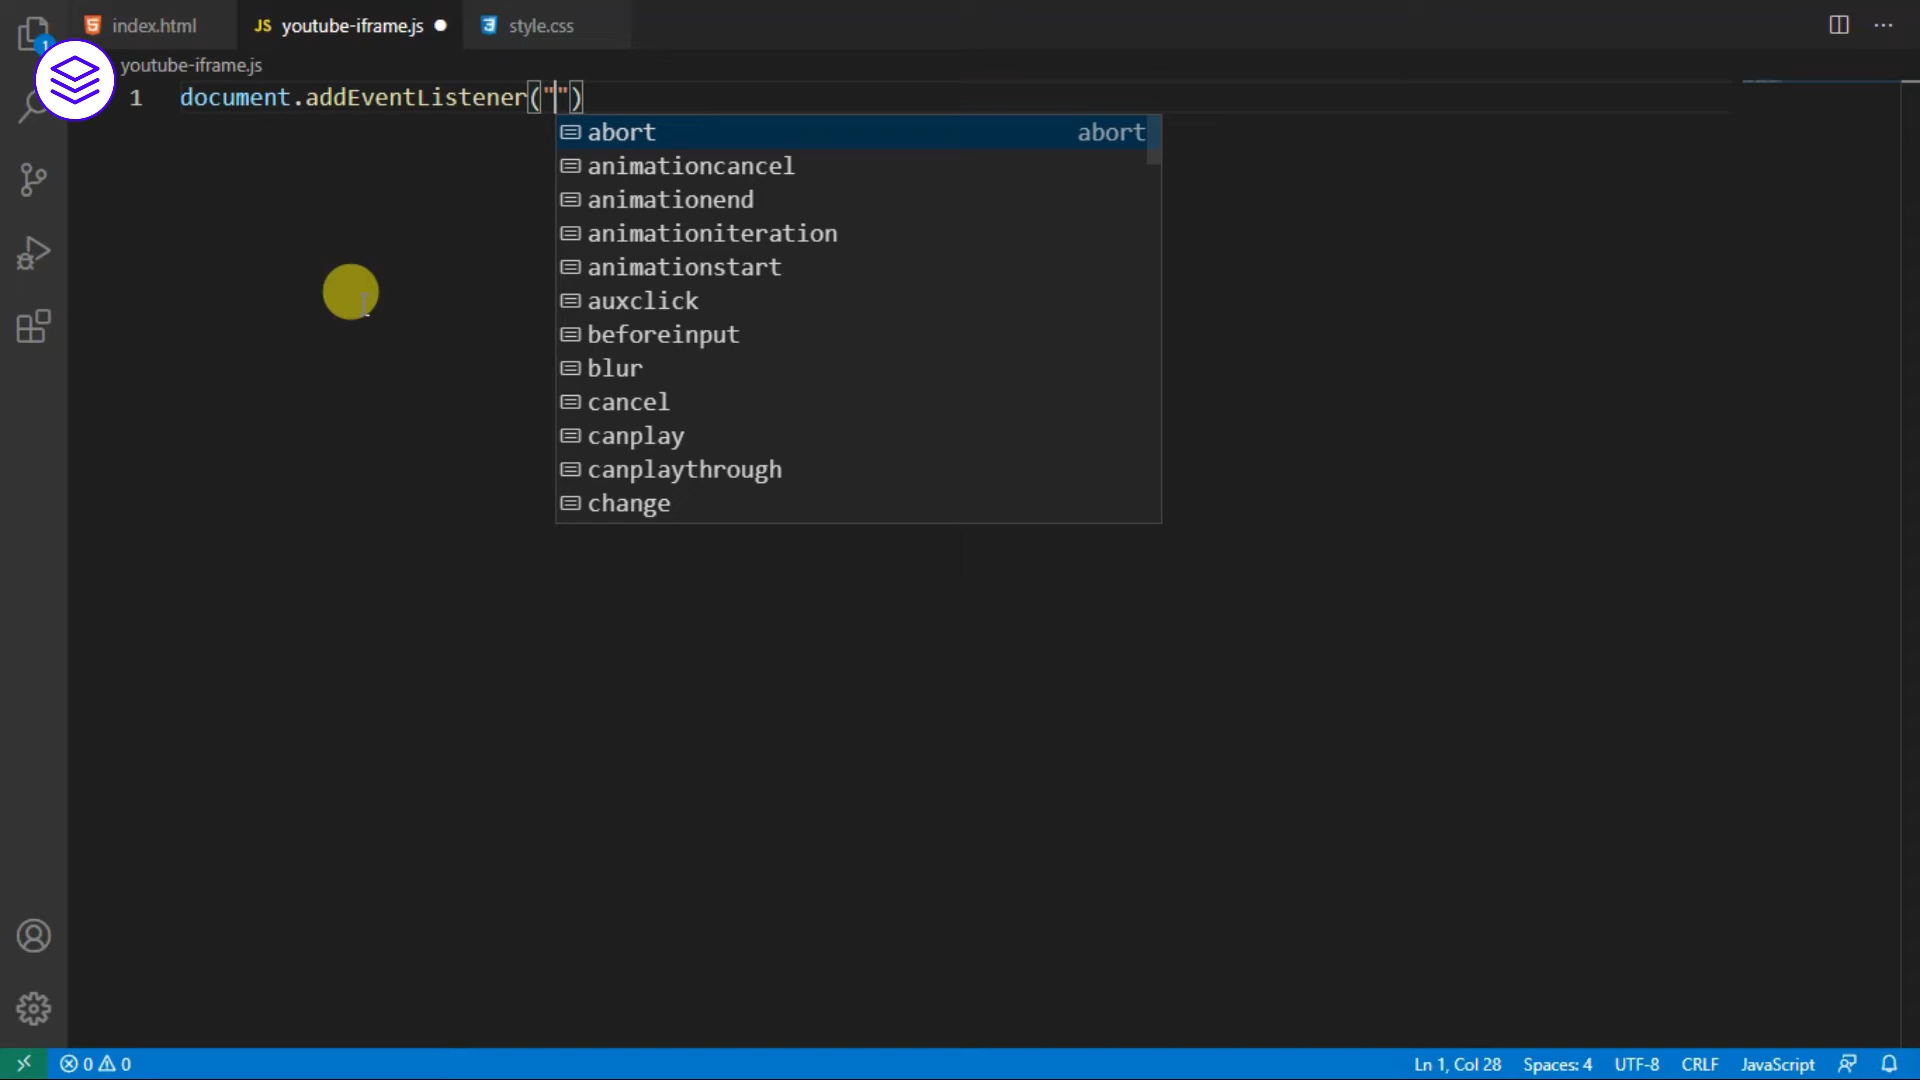 index.html
JS youtube-iframe.js
style.css
1
youtube-iframe.js
1 document.addEventListener("")
abort abort
animationcancel
animationend
animationiteration
animationstart
auxclick
beforeinput
blur
cancel
canplay
canplaythrough
change
0 0
Ln 1, Col 28
Spaces: 4
UTF-8
CRLF
JavaScript